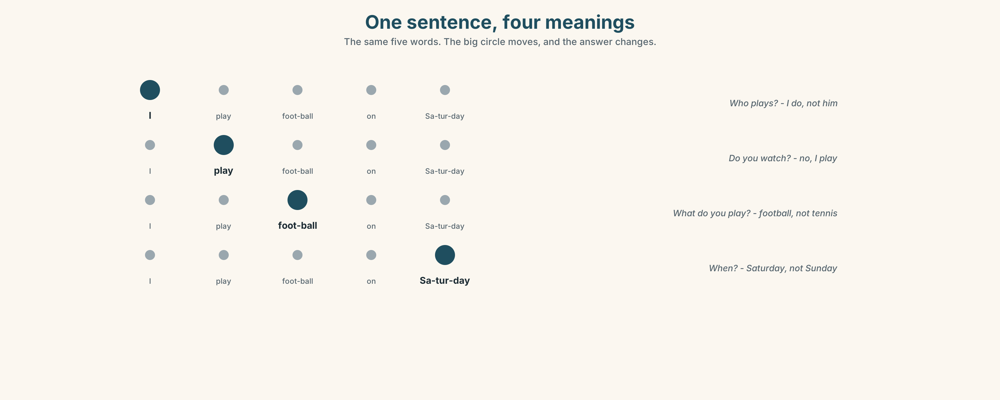 One sentence, four meanings
The same five words. The big circle moves, and the answer changes.
Who plays? - I do, not him
I play foot-ball on Sa-tur-day
Do you watch? - no, I play
I play foot-ball on Sa-tur-day
What do you play? - football, not tennis
I play foot-ball on Sa-tur-day
When? - Saturday, not Sunday
I play foot-ball on Sa-tur-day